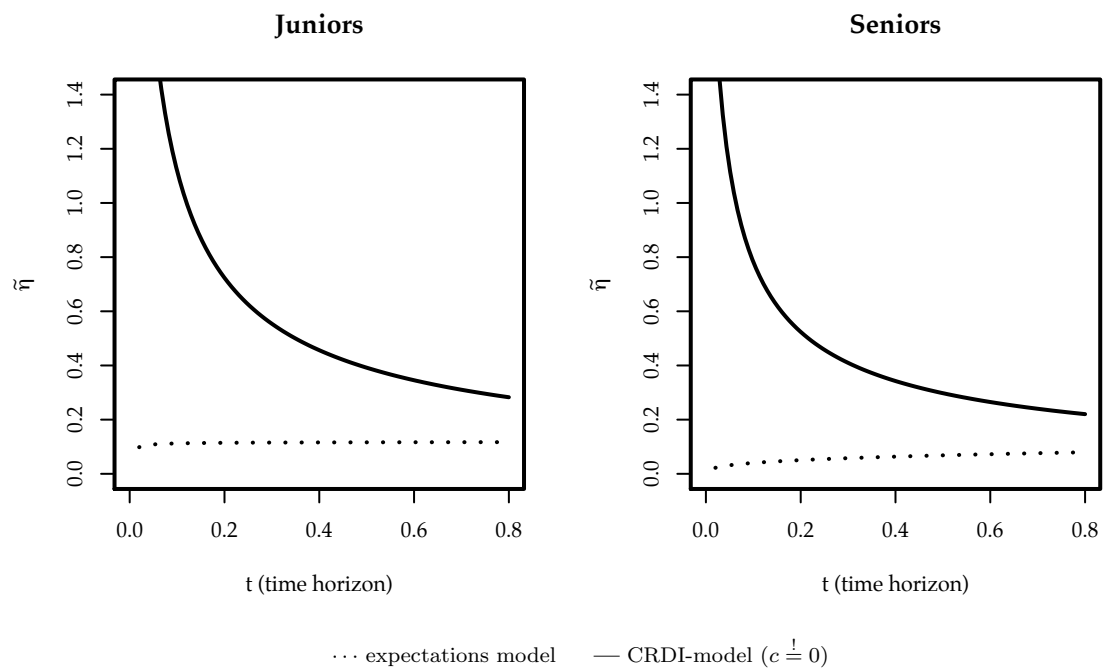 Juniors
1.4
1.2
1.0
0.8
0.6
0.4
0.2
0.0
η̃
0.0 0.2 0.4 0.6 0.8
t (time horizon)
Seniors
1.4
1.2
1.0
0.8
0.6
0.4
0.2
0.0
η̃
0.0 0.2 0.4 0.6 0.8
t (time horizon)
··· expectations model — CRDI-model (c =! 0)